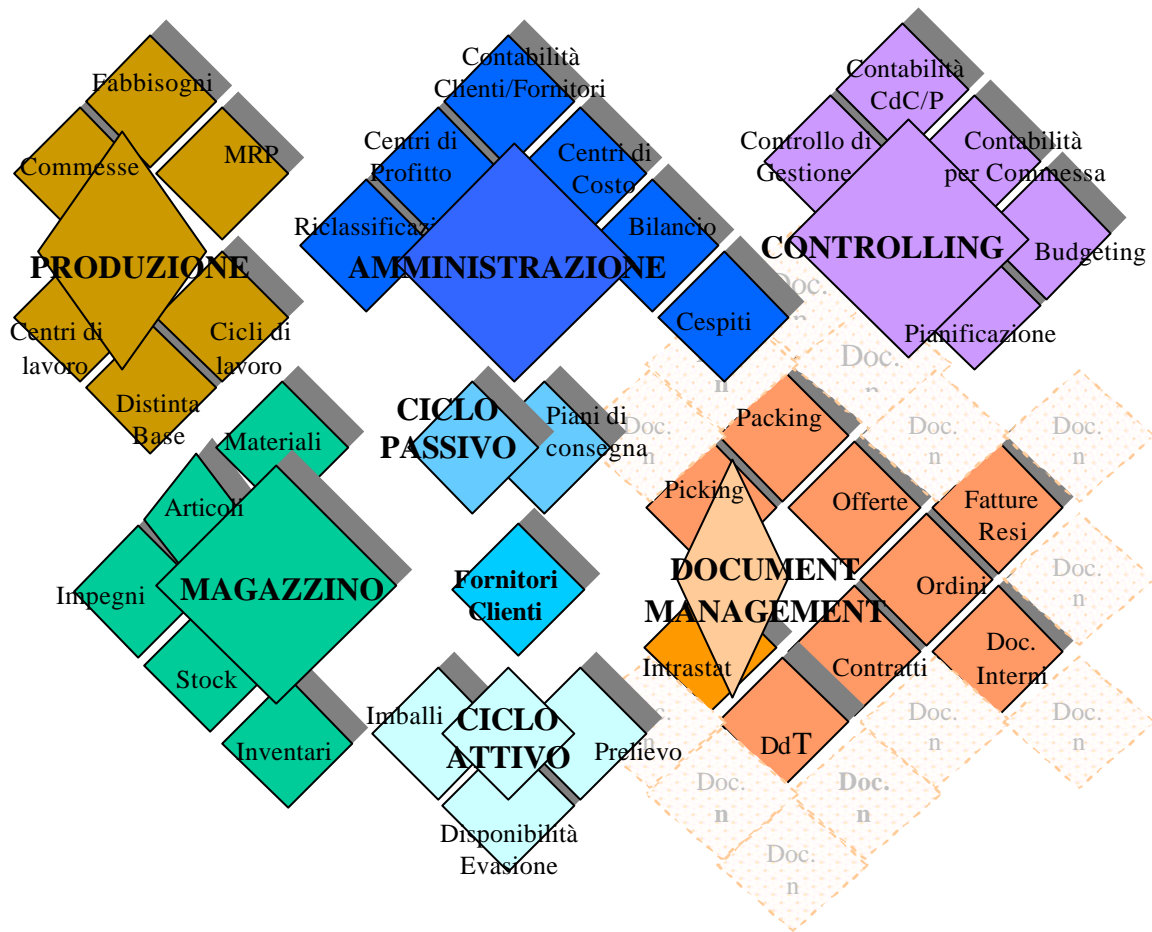 Fabbisogni
Commesse
MRP
PRODUZIONE
Centri di
lavoro
Cicli di
lavoro
Distinta
Base
Contabilità
Clienti/Fornitori
Centri di
Profitto
Centri di
Costo
Riclassificazi
Bilancio
AMMINISTRAZIONE
Cespiti
Contabilità
CdC/P
Controllo di
Gestione
Contabilità
per Commessa
CONTROLLING
Budgeting
Pianificazione
Doc.
n
Doc.
n
n
Materiali
Articoli
Impegni
MAGAZZINO
Stock
Inventari
CICLO
PASSIVO
Piani di
consegna
Fornitori
Clienti
Imballi
CICLO
ATTIVO
Prelievo
Disponibilità
Evasione
Doc.
n
Packing
Doc.
n
Doc.
n
Picking
Offerte
Fatture
Resi
DOCUMENT
MANAGEMENT
Ordini
Doc.
n
Intrastat
Contratti
Doc.
Interni
DdT
n
Doc.
n
Doc.
n
Doc.
n
Doc.
n
Doc.
n